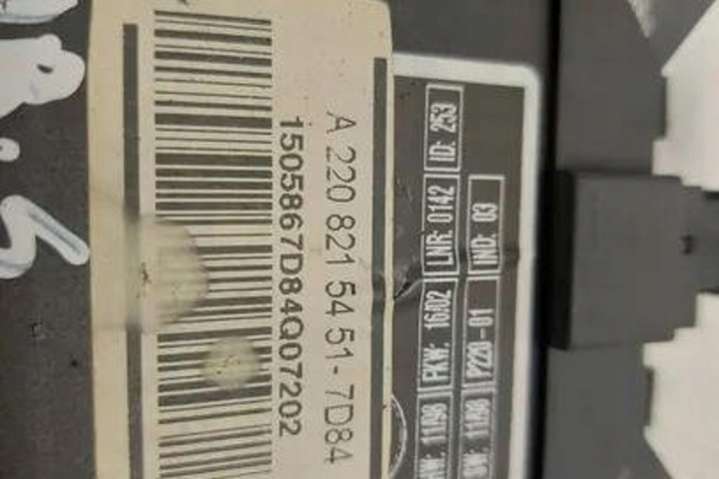 A 220 821 54 51 - 7D84
1505867D84Q07202
ID: 253
LNR: 0142
FKW: 16/02
HW: 11/98
IND: 03
P220-01
SW: 11/98